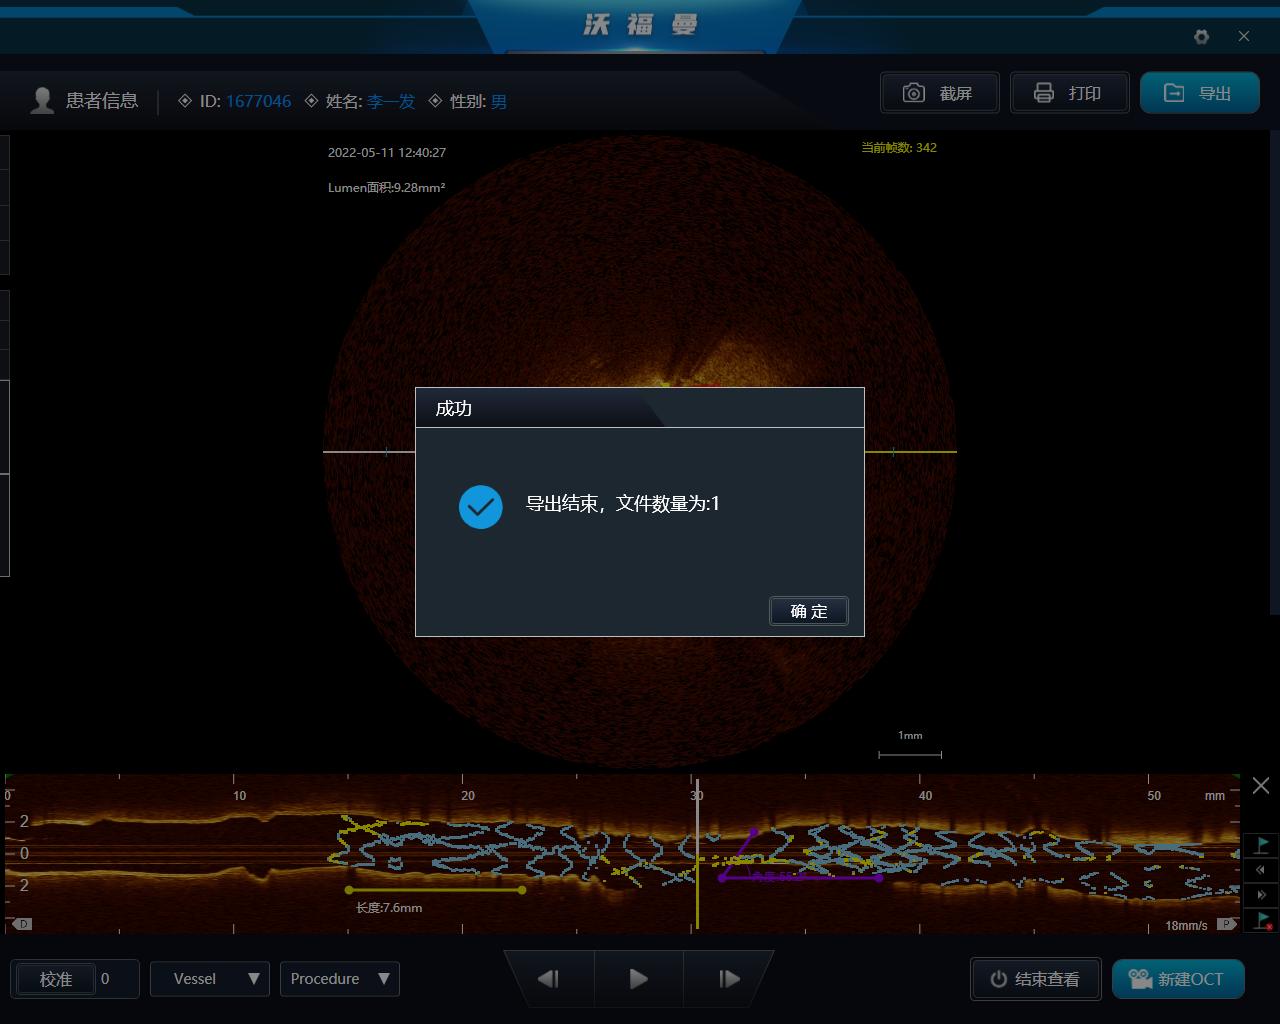 沃福曼
患者信息 ID: 1677046 姓名: 李一发 性别: 男
截屏 打印 导出
2022-05-11 12:40:27
当前帧数: 342
Lumen面积:9.28mm²
成功
导出结束，文件数量为:1
确定
1mm
0 10 20 30 40 50 mm
2
0
2
长度:7.6mm
D
18mm/s P
校准 0 Vessel Procedure 结束查看 新建OCT